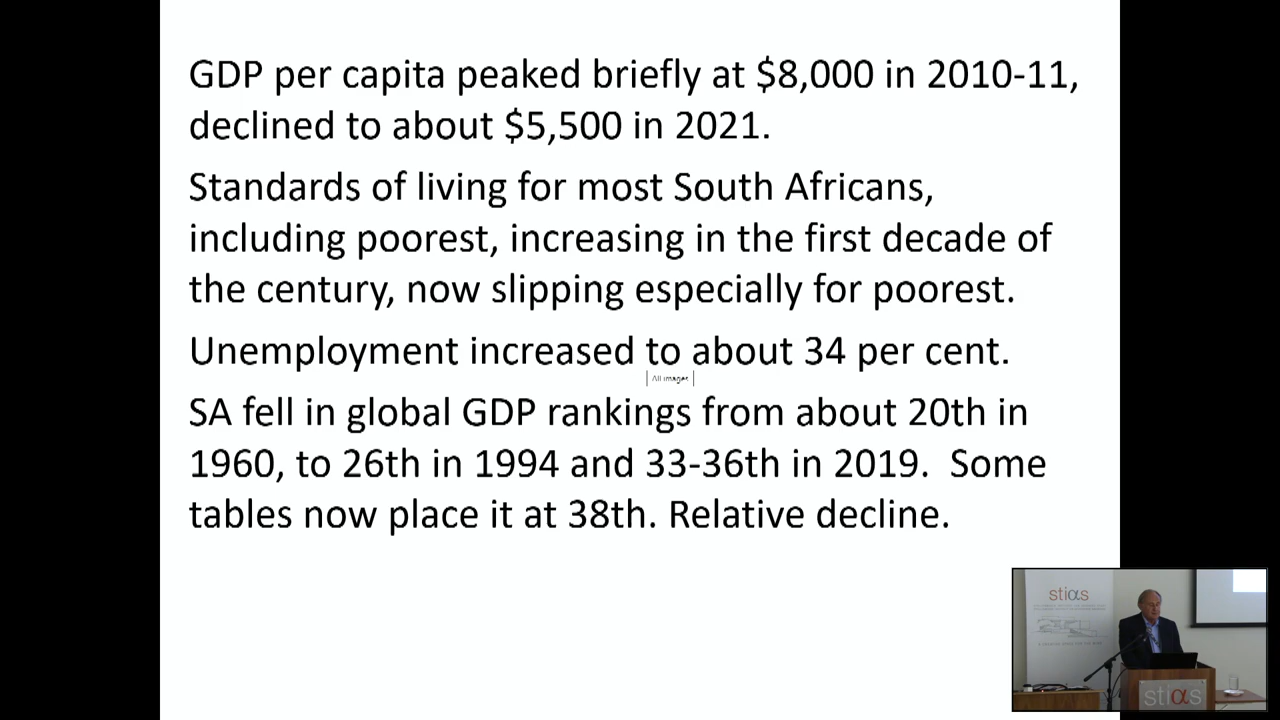 GDP per capita peaked briefly at $8,000 in 2010-11,
declined to about $5,500 in 2021.
Standards of living for most South Africans,
including poorest, increasing in the first decade of
the century, now slipping especially for poorest.
Unemployment increased to about 34 per cent.
All images
SA fell in global GDP rankings from about 20th in
1960, to 26th in 1994 and 33-36th in 2019.  Some
tables now place it at 38th. Relative decline.
stiαs
stiαs